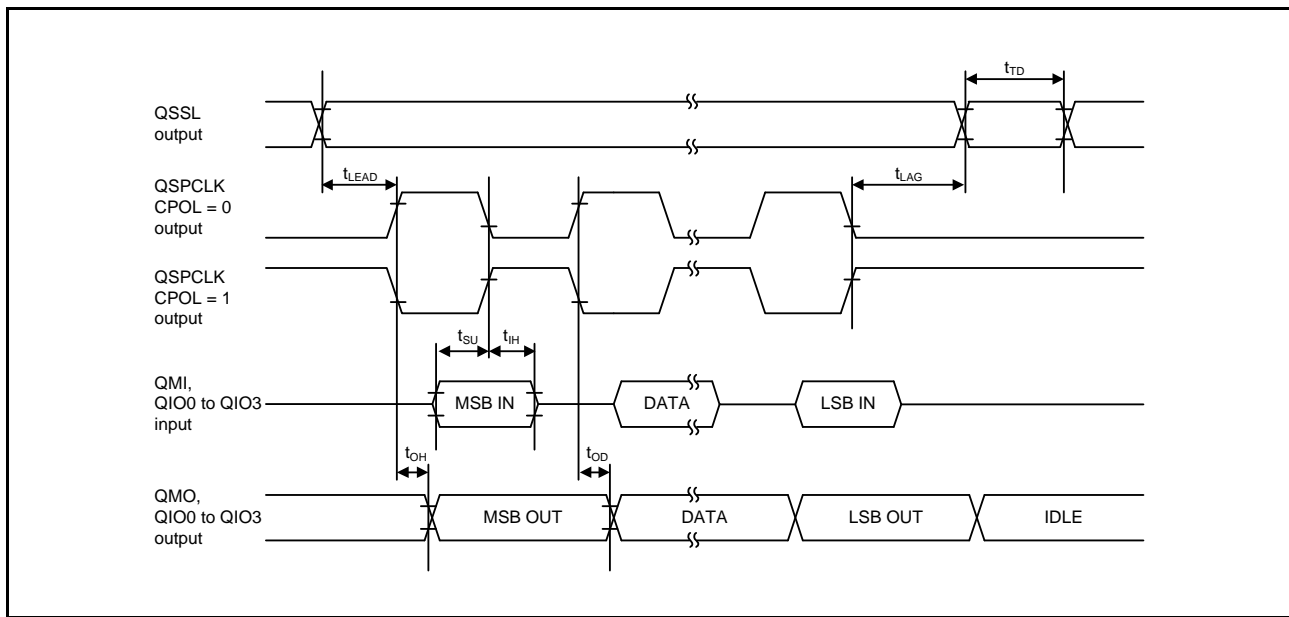 tTD
QSSL
output
tLEAD
tLAG
QSPCLK
CPOL = 0
output
QSPCLK
CPOL = 1
output
tSU
tIH
QMI,
QIO0 to QIO3
input
MSB IN
DATA
LSB IN
tOH
tOD
QMO,
QIO0 to QIO3
output
MSB OUT
DATA
LSB OUT
IDLE